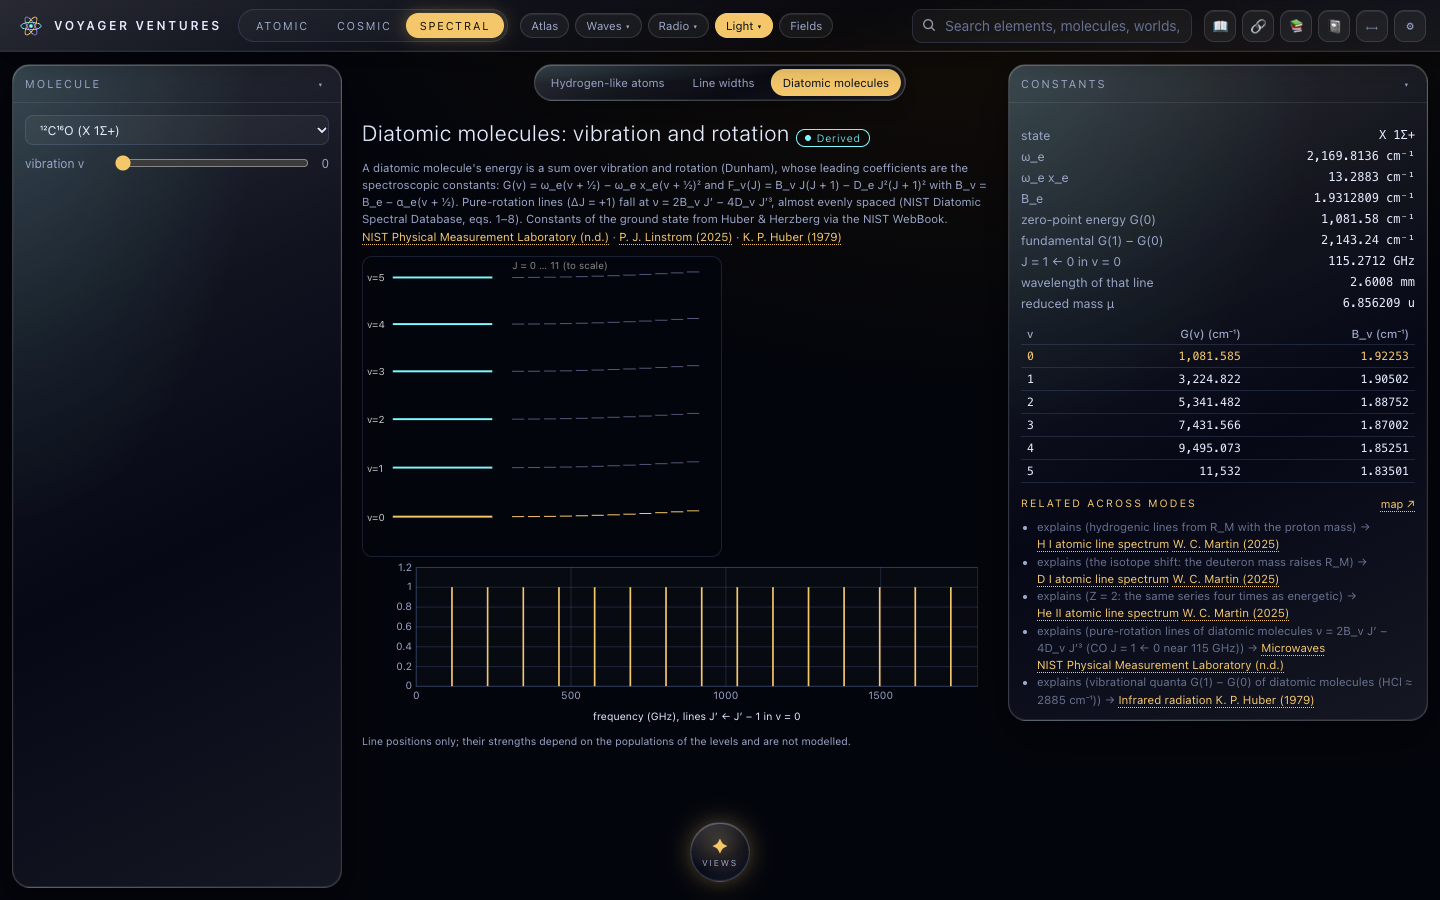 VOYAGER VENTURES
ATOMIC COSMIC SPECTRAL
Atlas Waves Radio Light Fields
Search elements, molecules, worlds,
MOLECULE
¹²C¹⁶O (X 1Σ+)
vibration v 0
Hydrogen-like atoms Line widths Diatomic molecules
Diatomic molecules: vibration and rotation Derived
A diatomic molecule's energy is a sum over vibration and rotation (Dunham), whose leading coefficients are the
spectroscopic constants: G(v) = ω_e(v + ½) − ω_e x_e(v + ½)² and F_v(J) = B_v J(J + 1) − D_e J²(J + 1)² with B_v =
B_e − α_e(v + ½). Pure-rotation lines (ΔJ = +1) fall at ν = 2B_v J′ − 4D_v J′³, almost evenly spaced (NIST Diatomic
Spectral Database, eqs. 1–8). Constants of the ground state from Huber & Herzberg via the NIST WebBook.
NIST Physical Measurement Laboratory (n.d.) · P. J. Linstrom (2025) · K. P. Huber (1979)
J = 0 … 11 (to scale)
v=5
v=4
v=3
v=2
v=1
v=0
1.2
1
0.8
0.6
0.4
0.2
0
0 500 1000 1500
frequency (GHz), lines J′ ← J′ − 1 in v = 0
Line positions only; their strengths depend on the populations of the levels and are not modelled.
VIEWS
CONSTANTS
state X 1Σ+
ω_e 2,169.8136 cm⁻¹
ω_e x_e 13.2883 cm⁻¹
B_e 1.9312809 cm⁻¹
zero-point energy G(0) 1,081.58 cm⁻¹
fundamental G(1) − G(0) 2,143.24 cm⁻¹
J = 1 ← 0 in v = 0 115.2712 GHz
wavelength of that line 2.6008 mm
reduced mass μ 6.856209 u
v G(v) (cm⁻¹) B_v (cm⁻¹)
0 1,081.585 1.92253
1 3,224.822 1.90502
2 5,341.482 1.88752
3 7,431.566 1.87002
4 9,495.073 1.85251
5 11,532 1.83501
RELATED ACROSS MODES map ↗
explains (hydrogenic lines from R_M with the proton mass) →
H I atomic line spectrum W. C. Martin (2025)
explains (the isotope shift: the deuteron mass raises R_M) →
D I atomic line spectrum W. C. Martin (2025)
explains (Z = 2: the same series four times as energetic) →
He II atomic line spectrum W. C. Martin (2025)
explains (pure-rotation lines of diatomic molecules ν = 2B_v J′ −
4D_v J′³ (CO J = 1 ← 0 near 115 GHz)) → Microwaves
NIST Physical Measurement Laboratory (n.d.)
explains (vibrational quanta G(1) − G(0) of diatomic molecules (HCl ≈
2885 cm⁻¹)) → Infrared radiation K. P. Huber (1979)